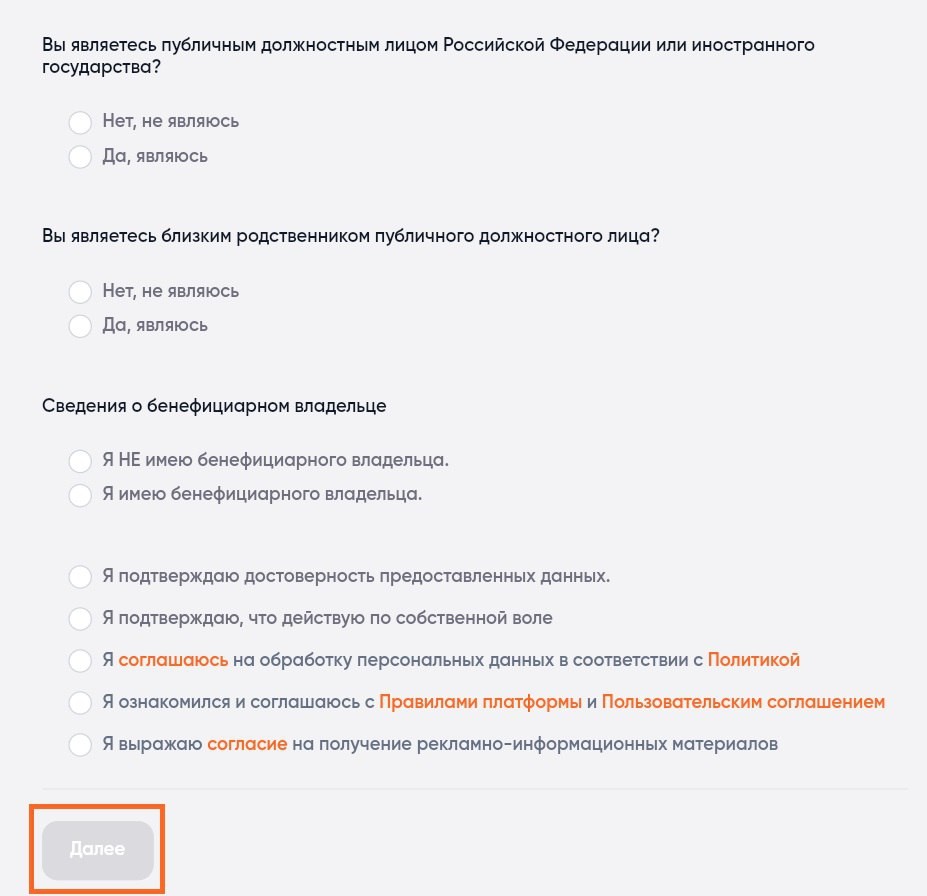 Вы являетесь публичным должностным лицом Российской Федерации или иностранного
государства?
Нет, не являюсь
Да, являюсь
Вы являетесь близким родственником публичного должностного лица?
Нет, не являюсь
Да, являюсь
Сведения о бенефициарном владельце
Я НЕ имею бенефициарного владельца.
Я имею бенефициарного владельца.
Я подтверждаю достоверность предоставленных данных.
Я подтверждаю, что действую по собственной воле
Я соглашаюсь на обработку персональных данных в соответствии с Политикой
Я ознакомился и соглашаюсь с Правилами платформы и Пользовательским соглашением
Я выражаю согласие на получение рекламно-информационных материалов
Далее